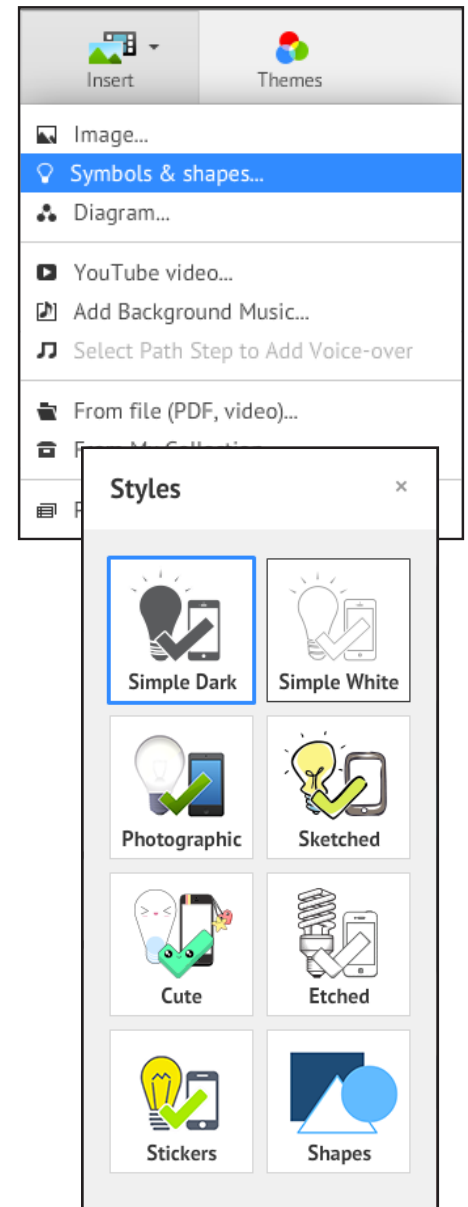 Insert
Themes
Image...
Symbols & shapes...
Diagram...
YouTube video...
Add Background Music...
Select Path Step to Add Voice-over
From file (PDF, video)...
Styles
×
Simple Dark
Simple White
Photographic
Sketched
Cute
Etched
Stickers
Shapes